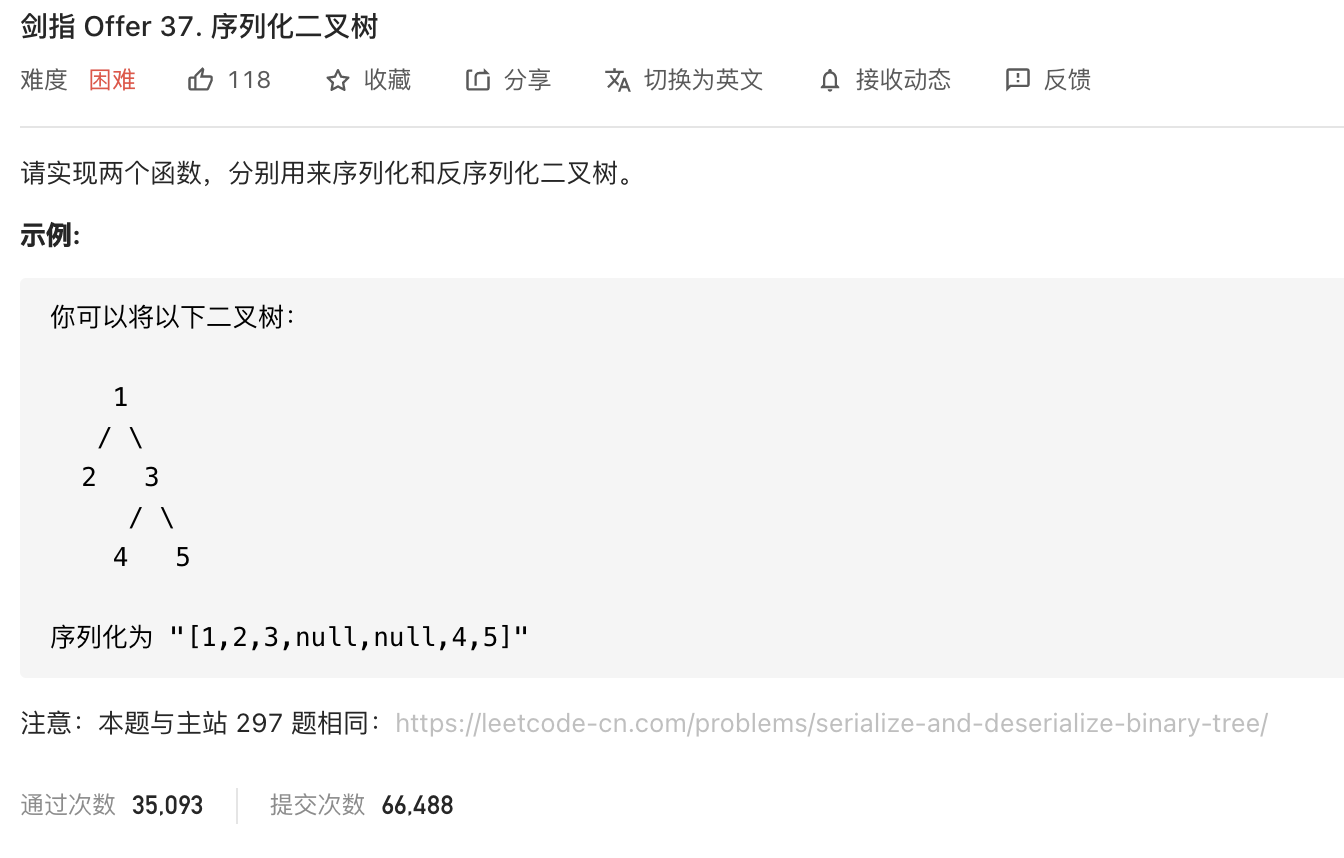 剑指 Offer 37. 序列化二叉树
难度 困难 118 收藏 分享 切换为英文 接收动态 反馈
请实现两个函数，分别用来序列化和反序列化二叉树。
示例:
你可以将以下二叉树：
1
/ \
2 3
/ \
4 5
序列化为 "[1,2,3,null,null,4,5]"
注意：本题与主站 297 题相同：https://leetcode-cn.com/problems/serialize-and-deserialize-binary-tree/
通过次数 35,093 提交次数 66,488